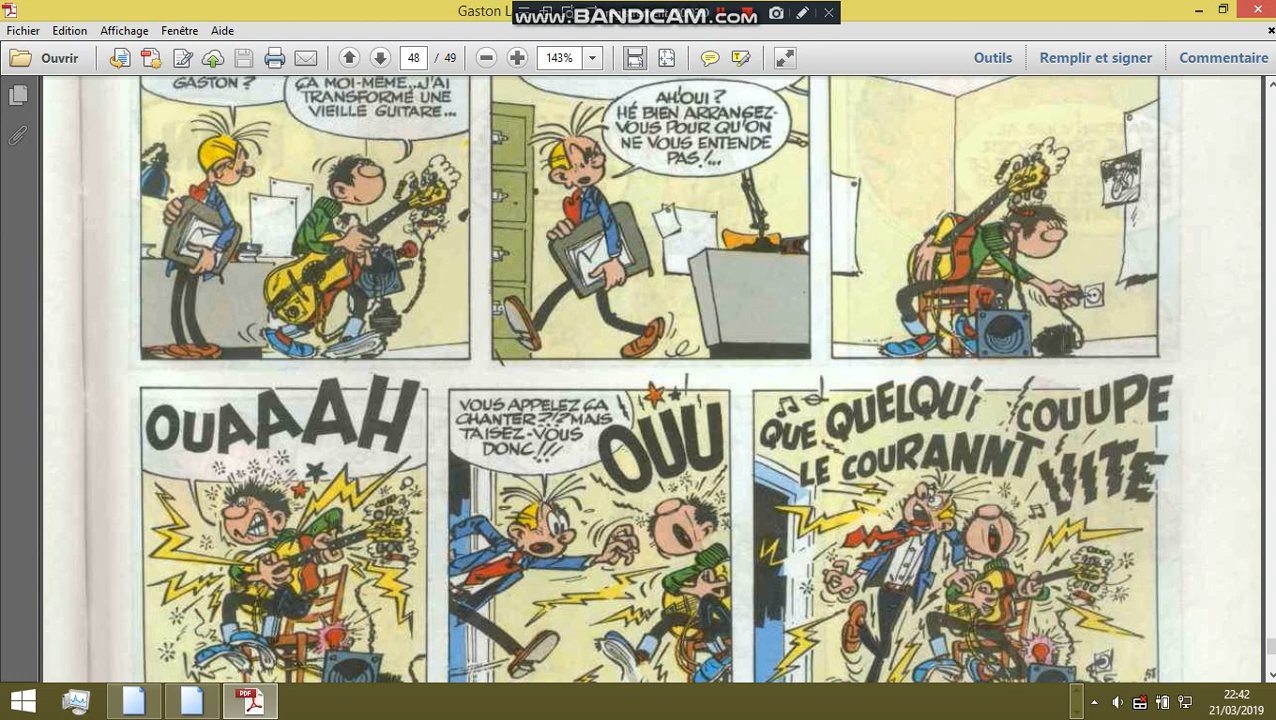 Gaston L
www.BANDICAM.com
Fichier Edition Affichage Fenêtre Aide
Ouvrir 48 / 49 143% Outils Remplir et signer Commentaire
GASTON ?
ÇA MOI-MÊME...J'AI
TRANSFORMÉ UNE
VIEILLE GUITARE...
AH'OUI ?
HÉ BIEN ARRANGEZ-
VOUS POUR QU'ON
NE VOUS ENTENDE
PAS!...
OUAAAH
VOUS APPELEZ ÇA
CHANTER?!? MAIS
TAISEZ-VOUS
DONC!!!
OUU
QUE QUELQU'I COUUPE
LE COURANNT VIITE
PDF
22:42
21/03/2019